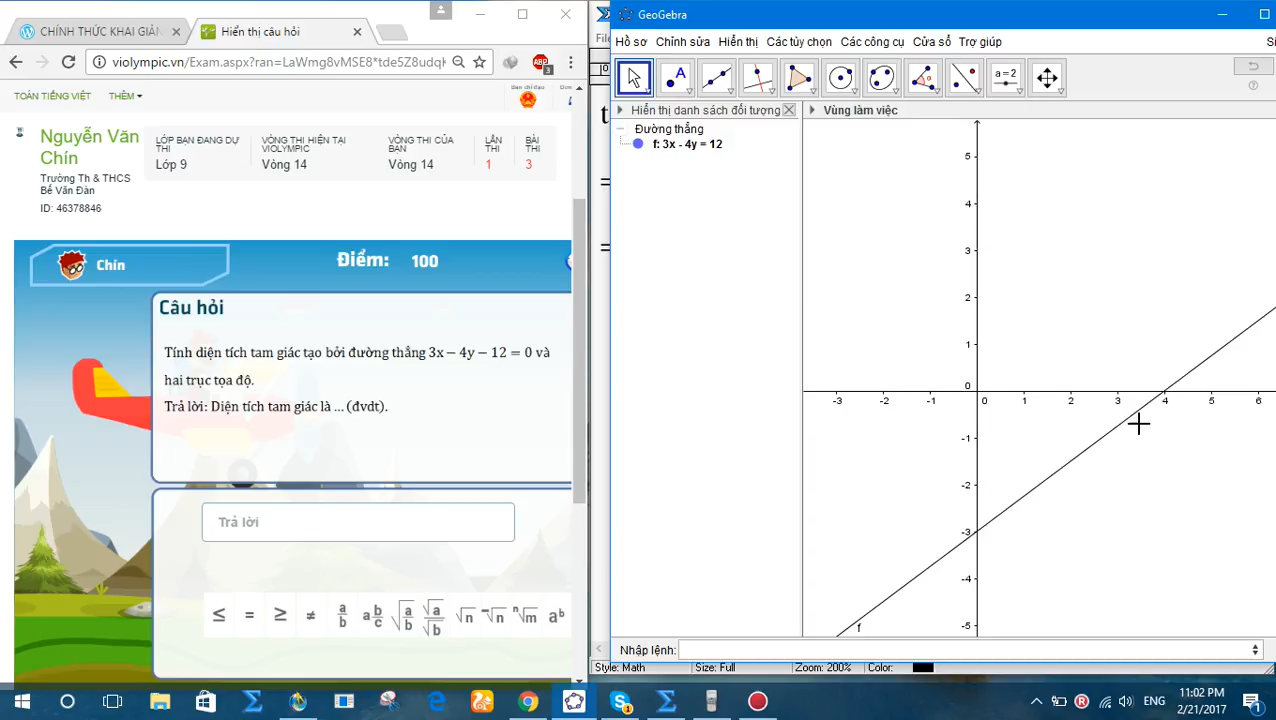 CHÍNH THỨC KHAI GIẢN
Hiển thị câu hỏi
violympic.vn/Exam.aspx?ran=LaWmg8vMSE8*tde5Z8udqk
ABP
3
TOÁN TIẾNG VIỆT THÊM
Ban chỉ đạo
Nguyễn Văn Chín
Trường Th & THCS
Bế Văn Đàn
ID: 46378846
LỚP BẠN ĐANG DỰ THI
Lớp 9
VÒNG THI HIỆN TẠI VIOLYMPIC
Vòng 14
VÒNG THI CỦA BẠN
Vòng 14
LẦN THI
1
BÀI THI
3
Chín
Điểm: 100
Câu hỏi
Tính diện tích tam giác tạo bởi đường thẳng 3x − 4y − 12 = 0 và
hai trục tọa độ.
Trả lời: Diện tích tam giác là ... (đvdt).
Trả lời
≤ = ≥ ≠ a/b a b/c √(a/b) √a/√b √n −√n ⁿ√m aᵇ
GeoGebra
Hồ sơ Chỉnh sửa Hiển thị Các tùy chọn Các công cụ Cửa sổ Trợ giúp
A
a = 2
Hiển thị danh sách đối tượng
Đường thẳng
f: 3x - 4y = 12
Vùng làm việc
5
4
3
2
1
0
-3 -2 -1 0 1 2 3 4 5 6
-1
-2
-3
-4
-5
f
Nhập lệnh:
Style: Math Size: Full Zoom: 200% Color:
ENG
11:02 PM
2/21/2017